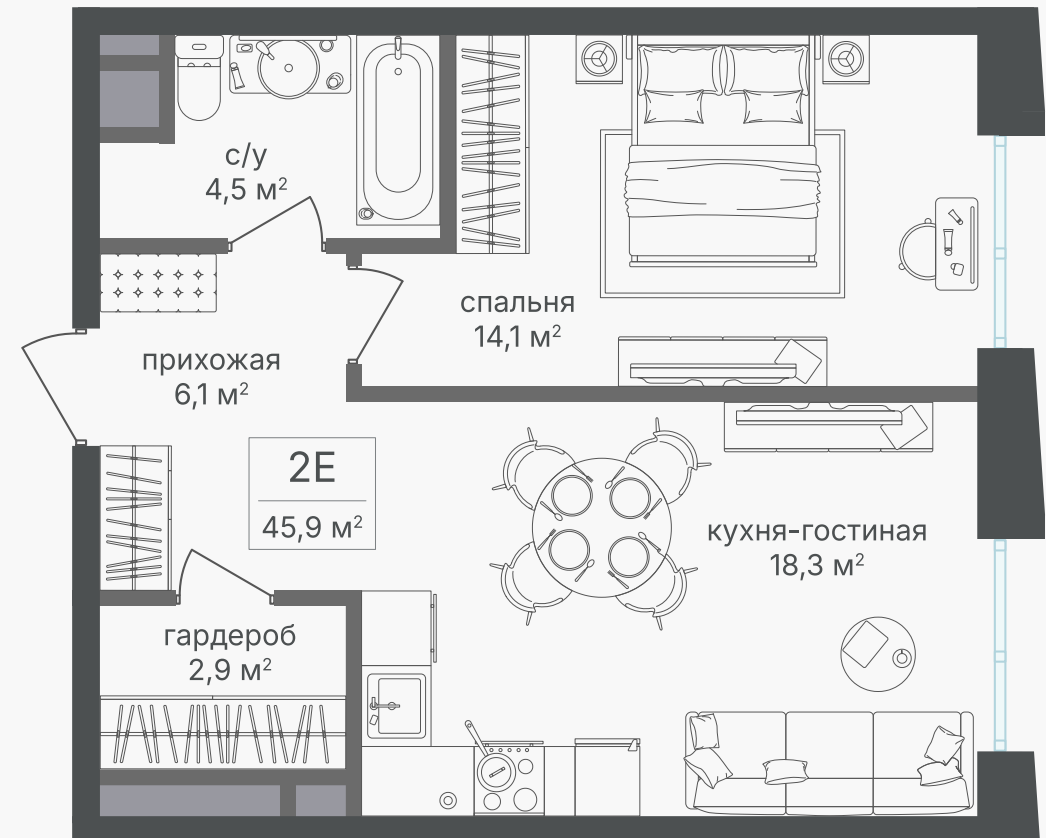 с/у
4,5 м²
спальня
14,1 м²
прихожая
6,1 м²
2Е
45,9 м²
кухня-гостиная
18,3 м²
гардероб
2,9 м²